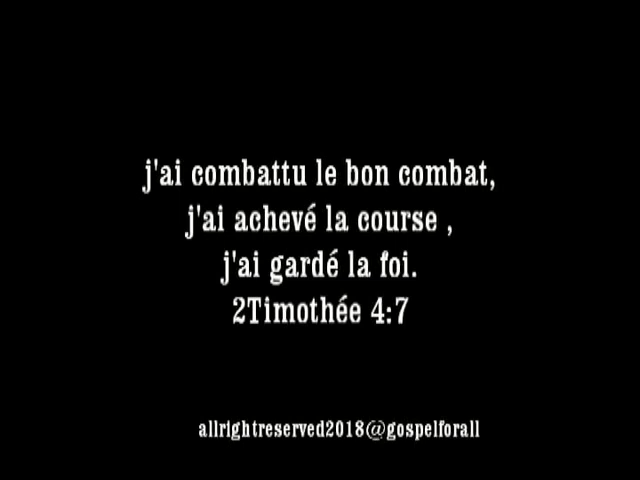 j'ai combattu le bon combat,
j'ai achevé la course ,
j'ai gardé la foi.
2Timothée 4:7
allrightreserved2018@gospelforall